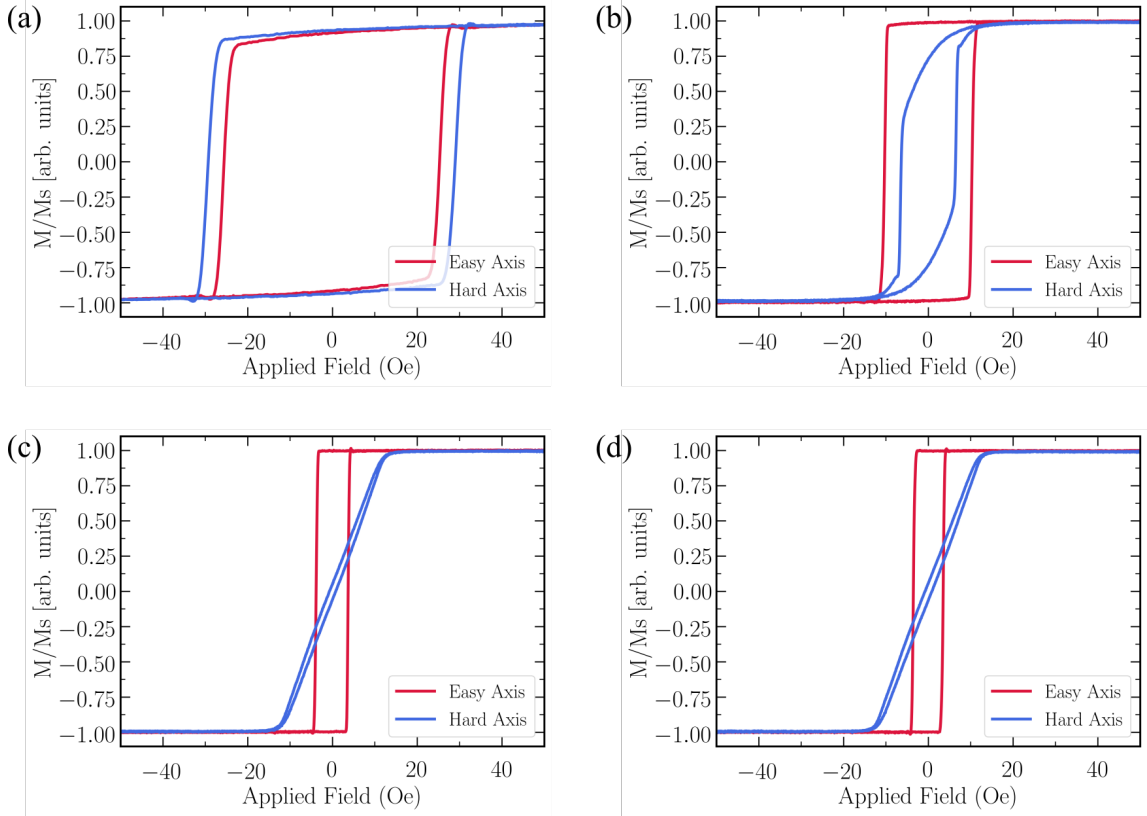 (a)
1.00
0.75
0.50
0.25
0.00
−0.25
−0.50
−0.75
−1.00
M/Ms [arb. units]
Easy Axis
Hard Axis
−40 −20 0 20 40
Applied Field (Oe)
(b)
1.00
0.75
0.50
0.25
0.00
−0.25
−0.50
−0.75
−1.00
M/Ms [arb. units]
Easy Axis
Hard Axis
−40 −20 0 20 40
Applied Field (Oe)
(c)
1.00
0.75
0.50
0.25
0.00
−0.25
−0.50
−0.75
−1.00
M/Ms [arb. units]
Easy Axis
Hard Axis
−40 −20 0 20 40
Applied Field (Oe)
(d)
1.00
0.75
0.50
0.25
0.00
−0.25
−0.50
−0.75
−1.00
M/Ms [arb. units]
Easy Axis
Hard Axis
−40 −20 0 20 40
Applied Field (Oe)